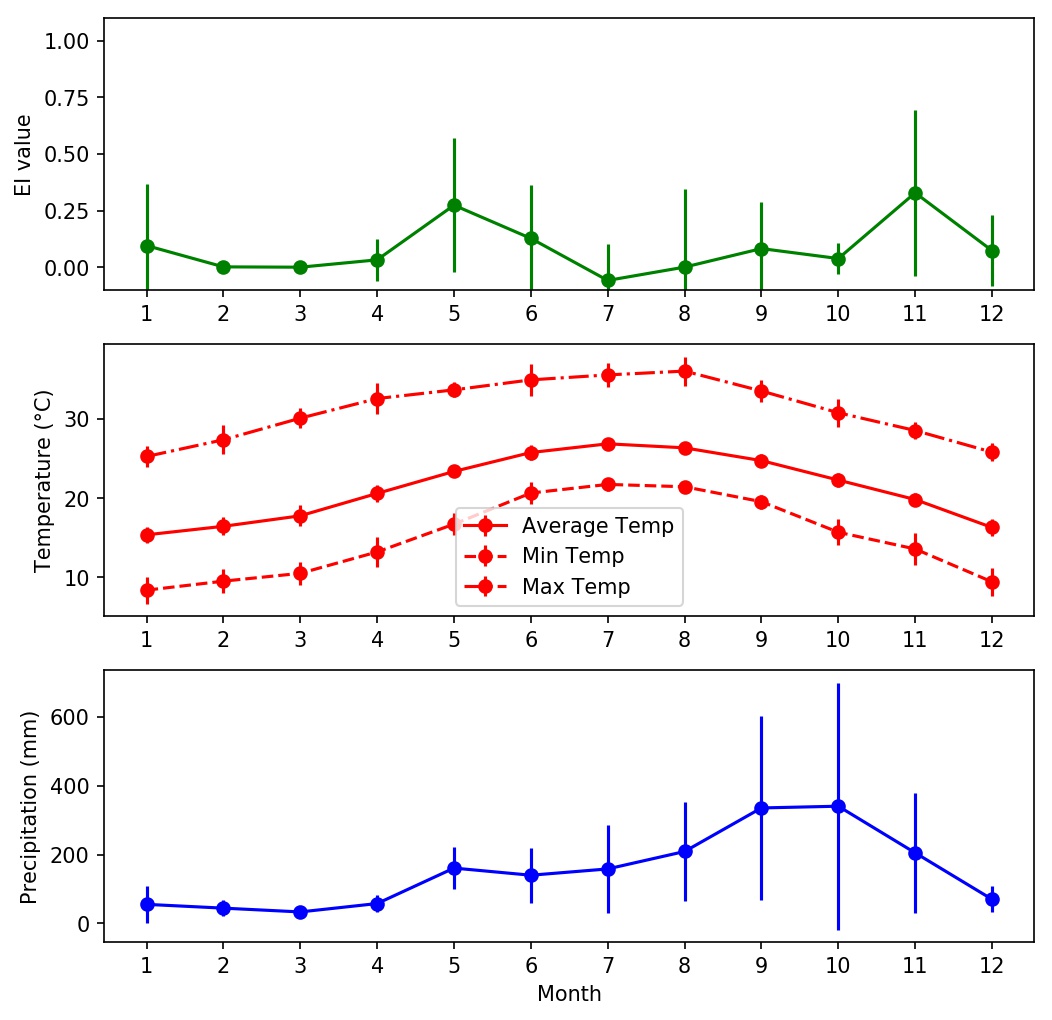 EI value
1.00
0.75
0.50
0.25
0.00
1 2 3 4 5 6 7 8 9 10 11 12
Temperature (°C)
30
20
10
Average Temp
Min Temp
Max Temp
1 2 3 4 5 6 7 8 9 10 11 12
Precipitation (mm)
600
400
200
0
1 2 3 4 5 6 7 8 9 10 11 12
Month